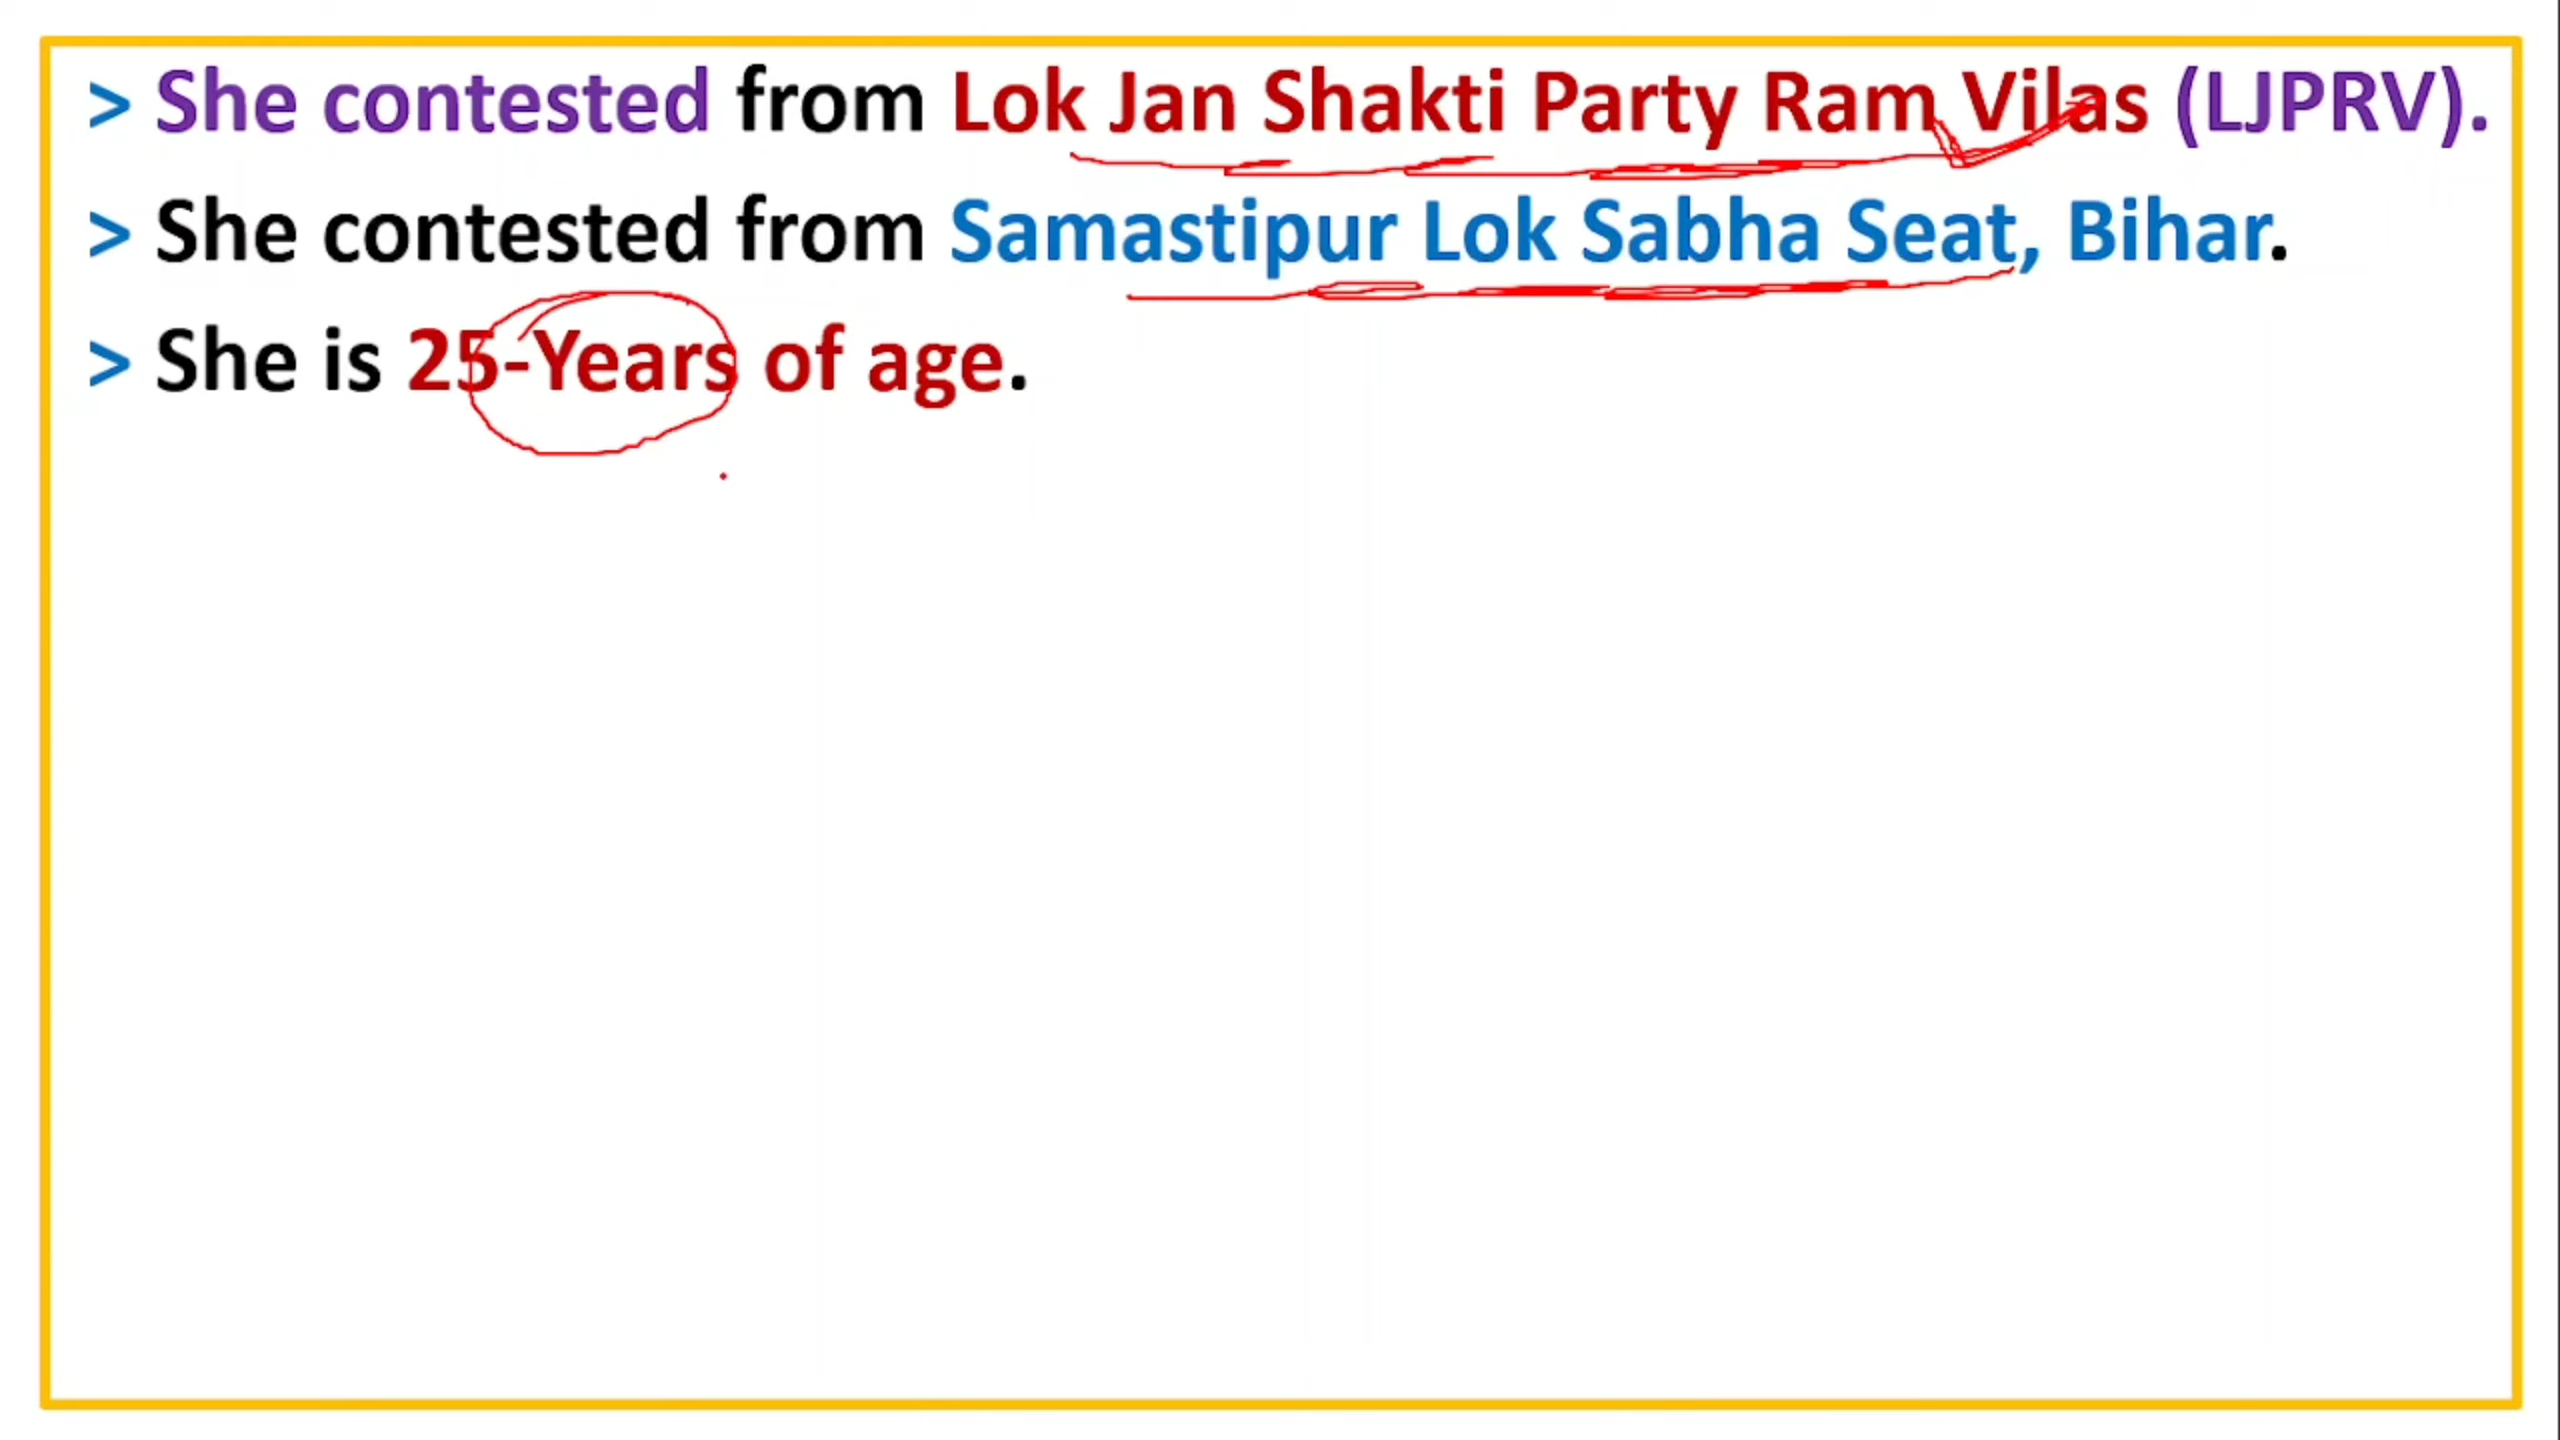 > She contested from Lok Jan Shakti Party Ram Vilas (LJPRV).
> She contested from Samastipur Lok Sabha Seat, Bihar.
> She is 25-Years of age.